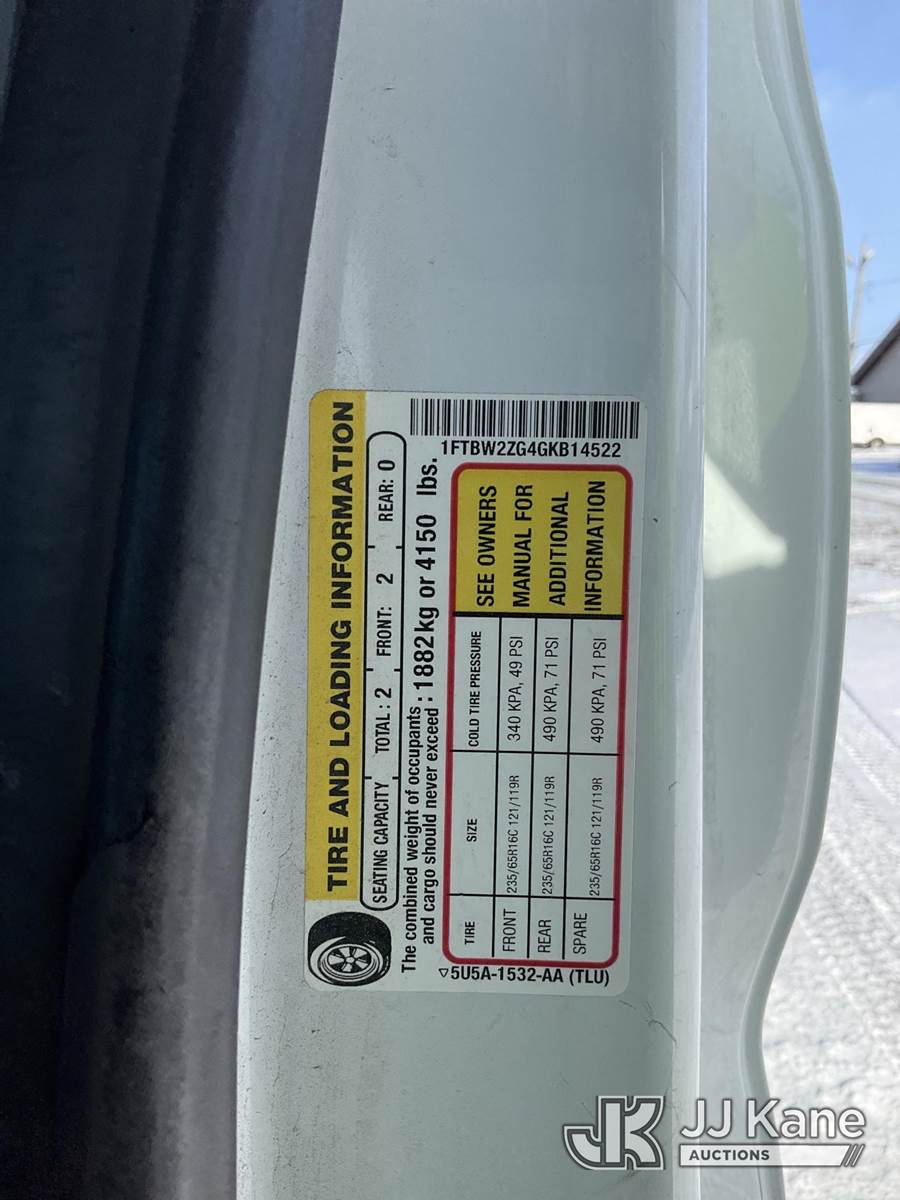 TIRE AND LOADING INFORMATION
SEATING CAPACITY TOTAL : 2 FRONT: 2 REAR: 0
The combined weight of occupants
and cargo should never exceed : 1882kg or 4150 lbs.
TIRE SIZE COLD TIRE PRESSURE
FRONT 235/65R16C 121/119R 340 KPA, 49 PSI
REAR 235/65R16C 121/119R 490 KPA, 71 PSI
SPARE 235/65R16C 121/119R 490 KPA, 71 PSI
SEE OWNERS
MANUAL FOR
ADDITIONAL
INFORMATION
5U5A-1532-AA (TLU)
1FTBW2ZG4GKB14522
JK JJ Kane
AUCTIONS